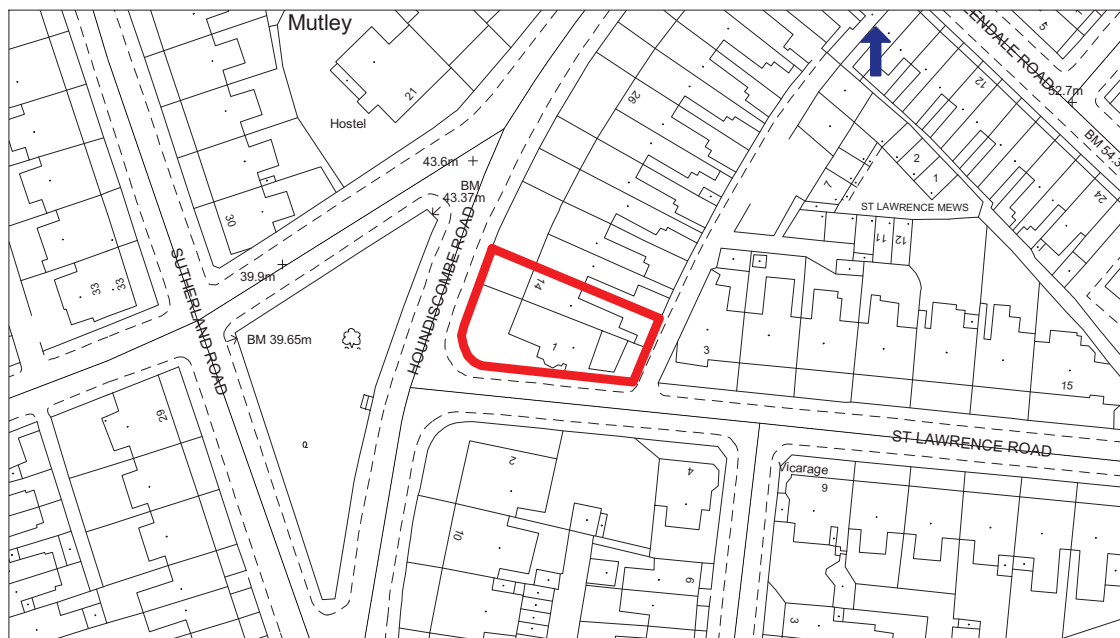 Mutley
21
Hostel
43.6m
BM
43.37m
26
ENDALE ROAD
5
52.7m
12
BM 54.3
24
2
1
7
ST LAWRENCE MEWS
11
12
30
39.9m
33
33
SUTHERLAND ROAD
BM 39.65m
HOUNDISCOMBE ROAD
14
1
3
15
ST LAWRENCE ROAD
29
2
4
10
Vicarage
9
6
3